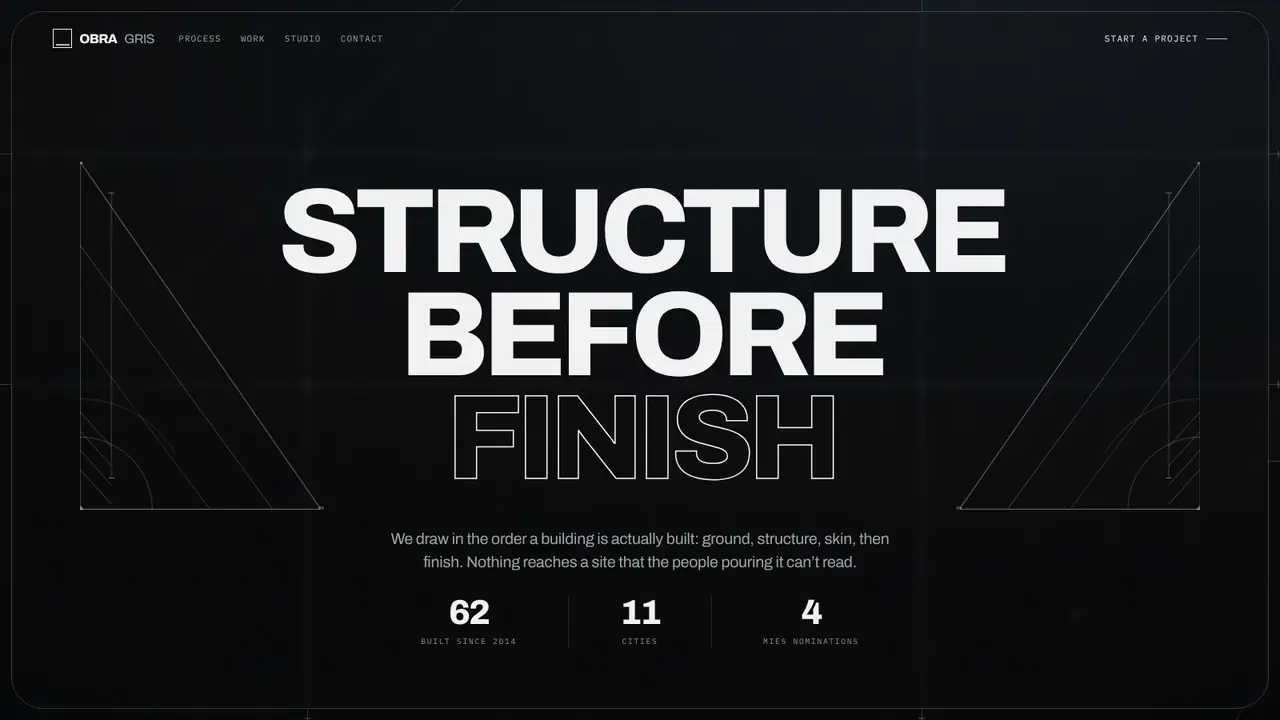 OBRA GRIS
PROCESS WORK STUDIO CONTACT
START A PROJECT
STRUCTURE
BEFORE
FINISH
We draw in the order a building is actually built: ground, structure, skin, then
finish. Nothing reaches a site that the people pouring it can’t read.
62
BUILT SINCE 2014
11
CITIES
4
MIES NOMINATIONS